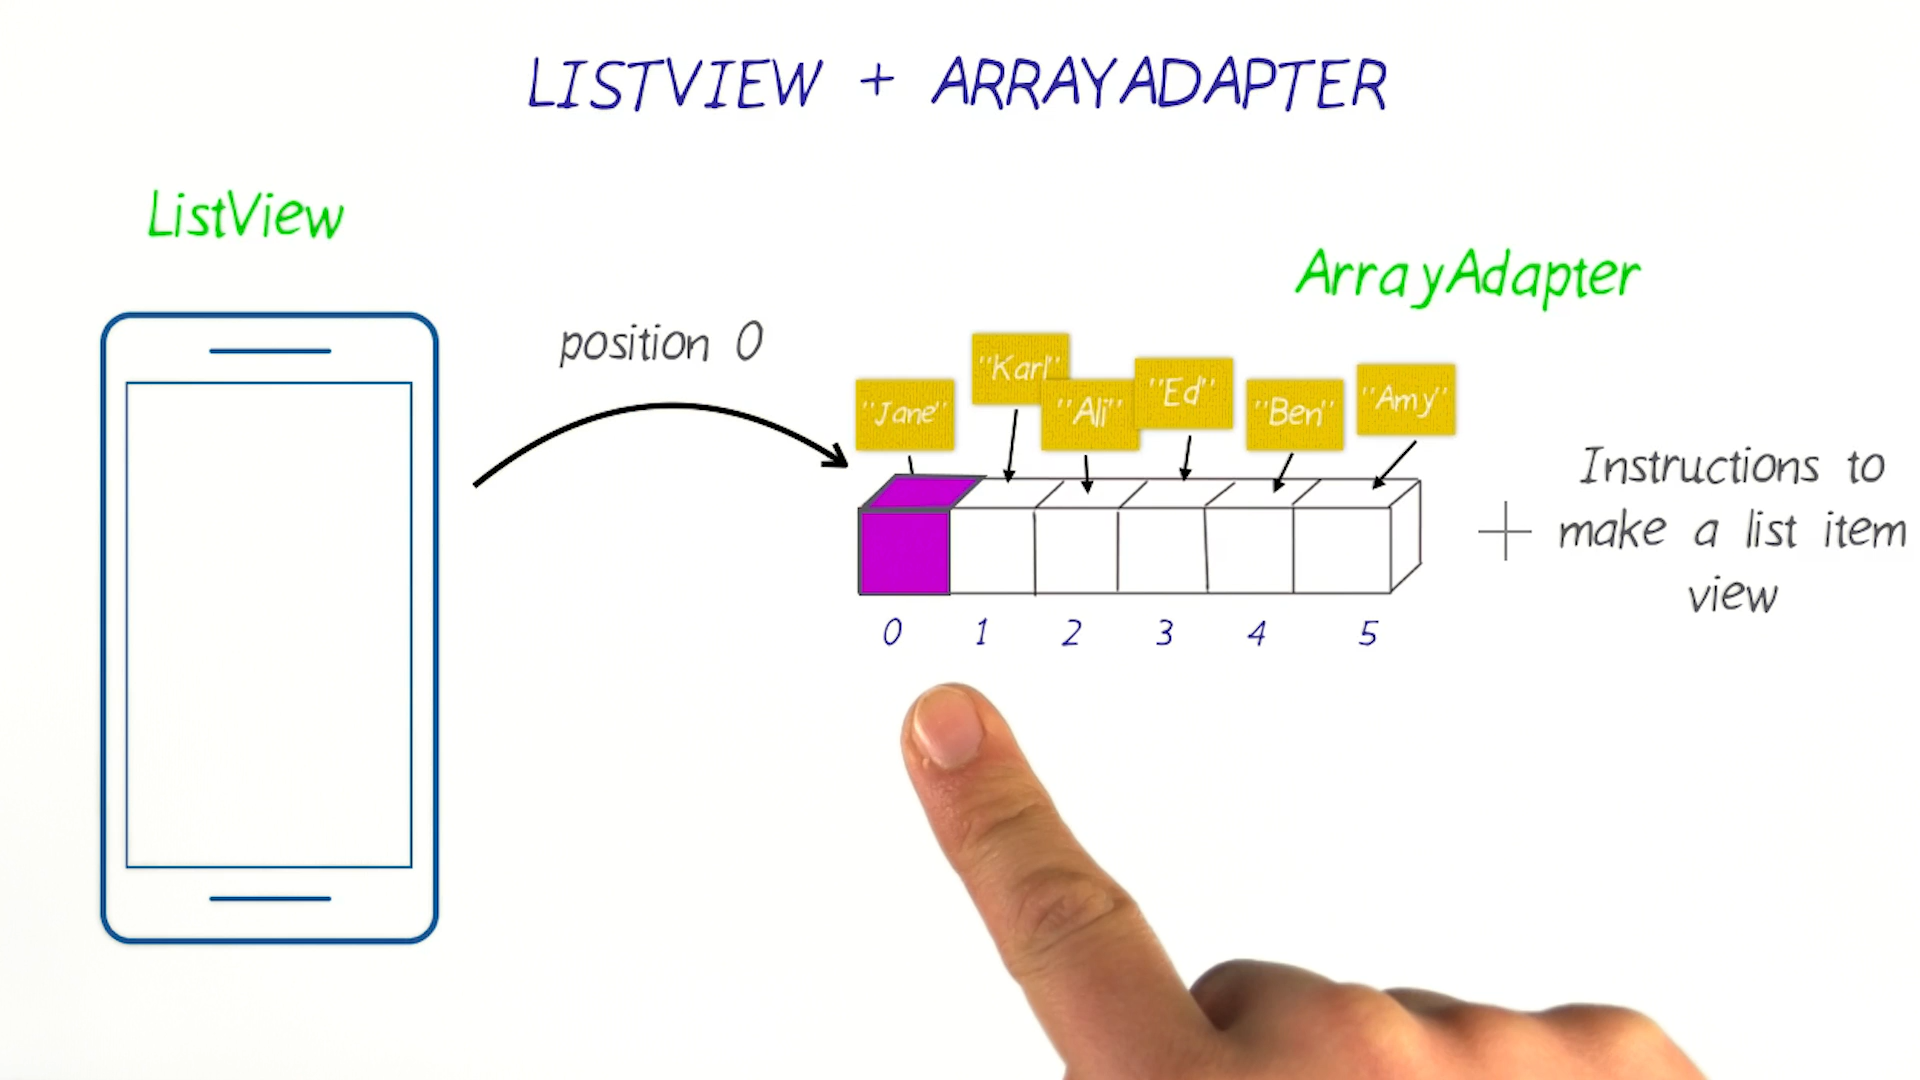 LISTVIEW + ARRAYADAPTER
ListView
ArrayAdapter
position 0
"Jane"
"Karl"
"Ali"
"Ed"
"Ben"
"Amy"
0 1 2 3 4 5
+
Instructions to
make a list item
view